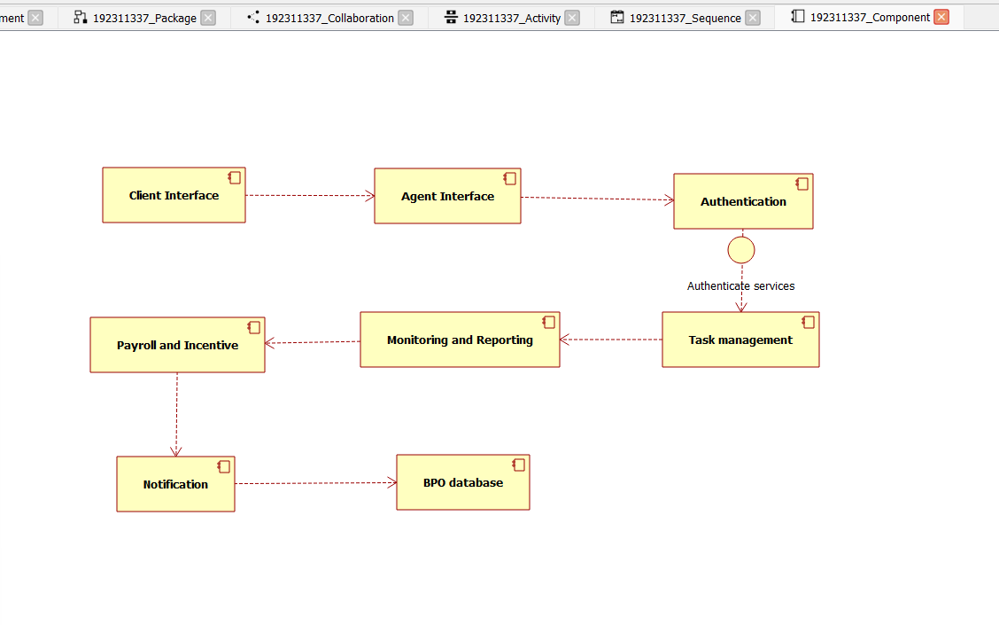 ment
192311337_Package
192311337_Collaboration
192311337_Activity
192311337_Sequence
192311337_Component
Client Interface
Agent Interface
Authentication
Authenticate services
Payroll and Incentive
Monitoring and Reporting
Task management
Notification
BPO database